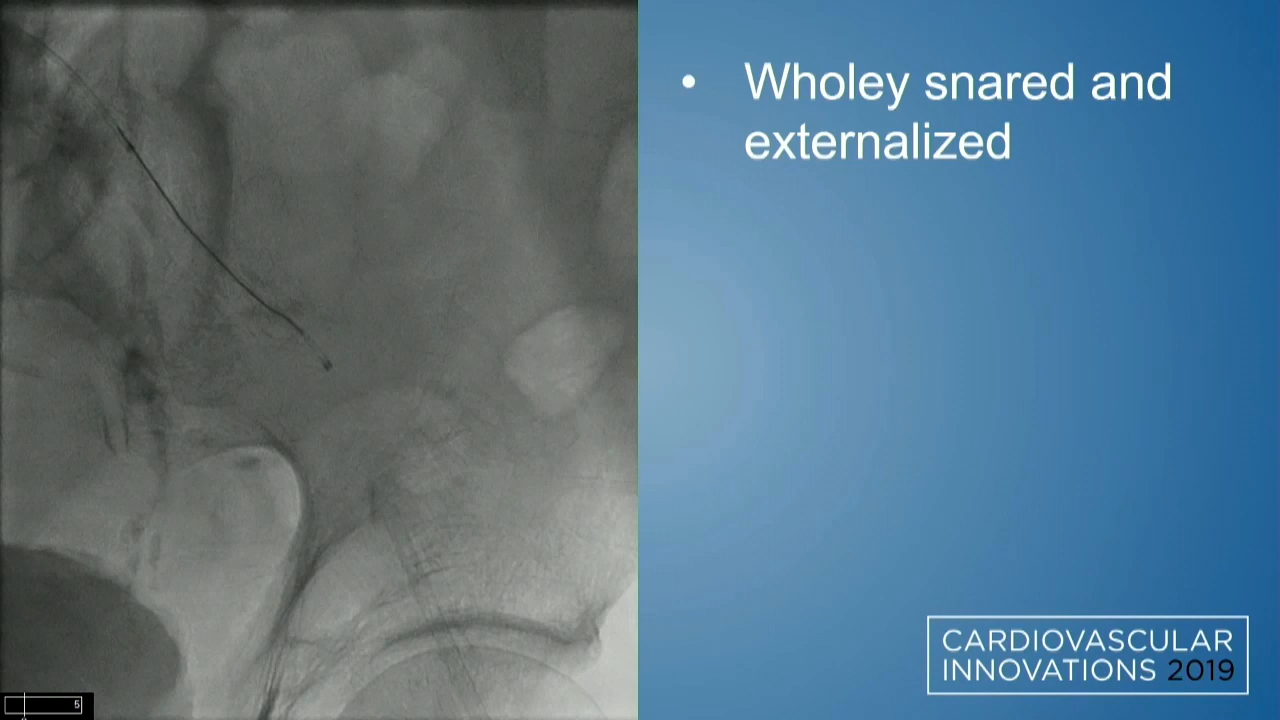 • Wholey snared and
externalized
CARDIOVASCULAR
INNOVATIONS 2019
5